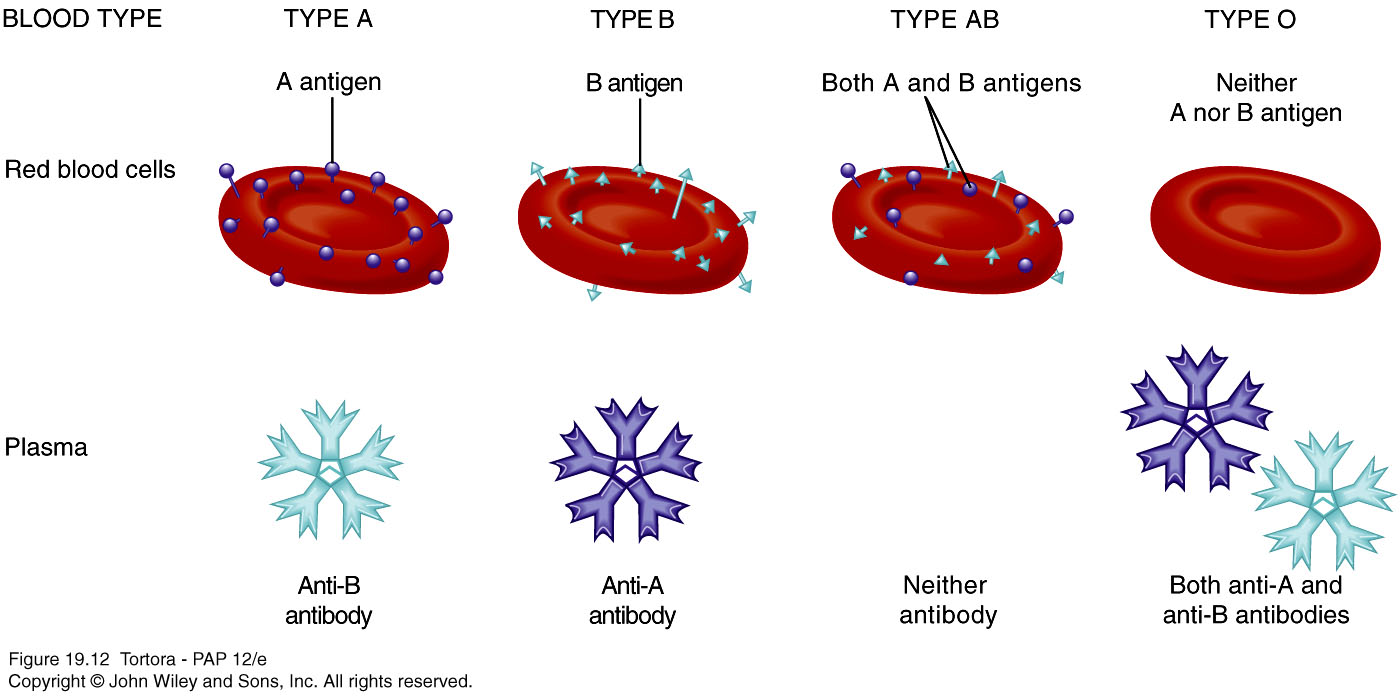 BLOOD TYPE TYPE A TYPE B TYPE AB TYPE O
A antigen B antigen Both A and B antigens Neither
A nor B antigen
Red blood cells
Plasma
Anti-B Anti-A Neither Both anti-A and
antibody antibody antibody anti-B antibodies
Figure 19.12 Tortora - PAP 12/e
Copyright © John Wiley and Sons, Inc. All rights reserved.